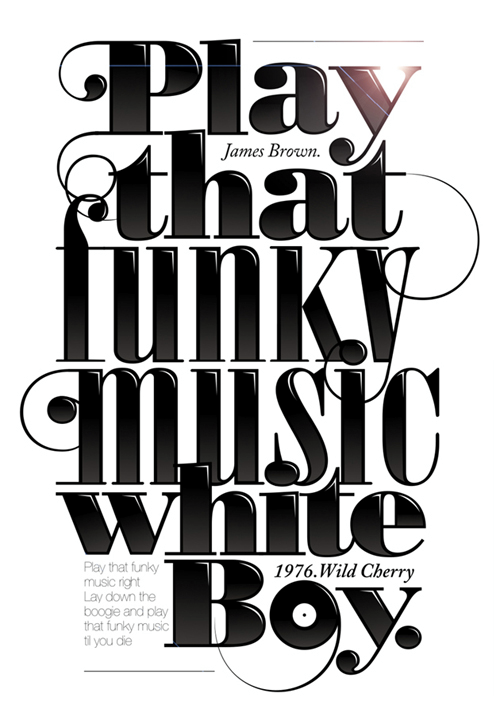 Play
James Brown.
that
funky
music
white
1976.Wild Cherry
Boy.
Play that funky
music right
Lay down the
boogie and play
that funky music
til you die